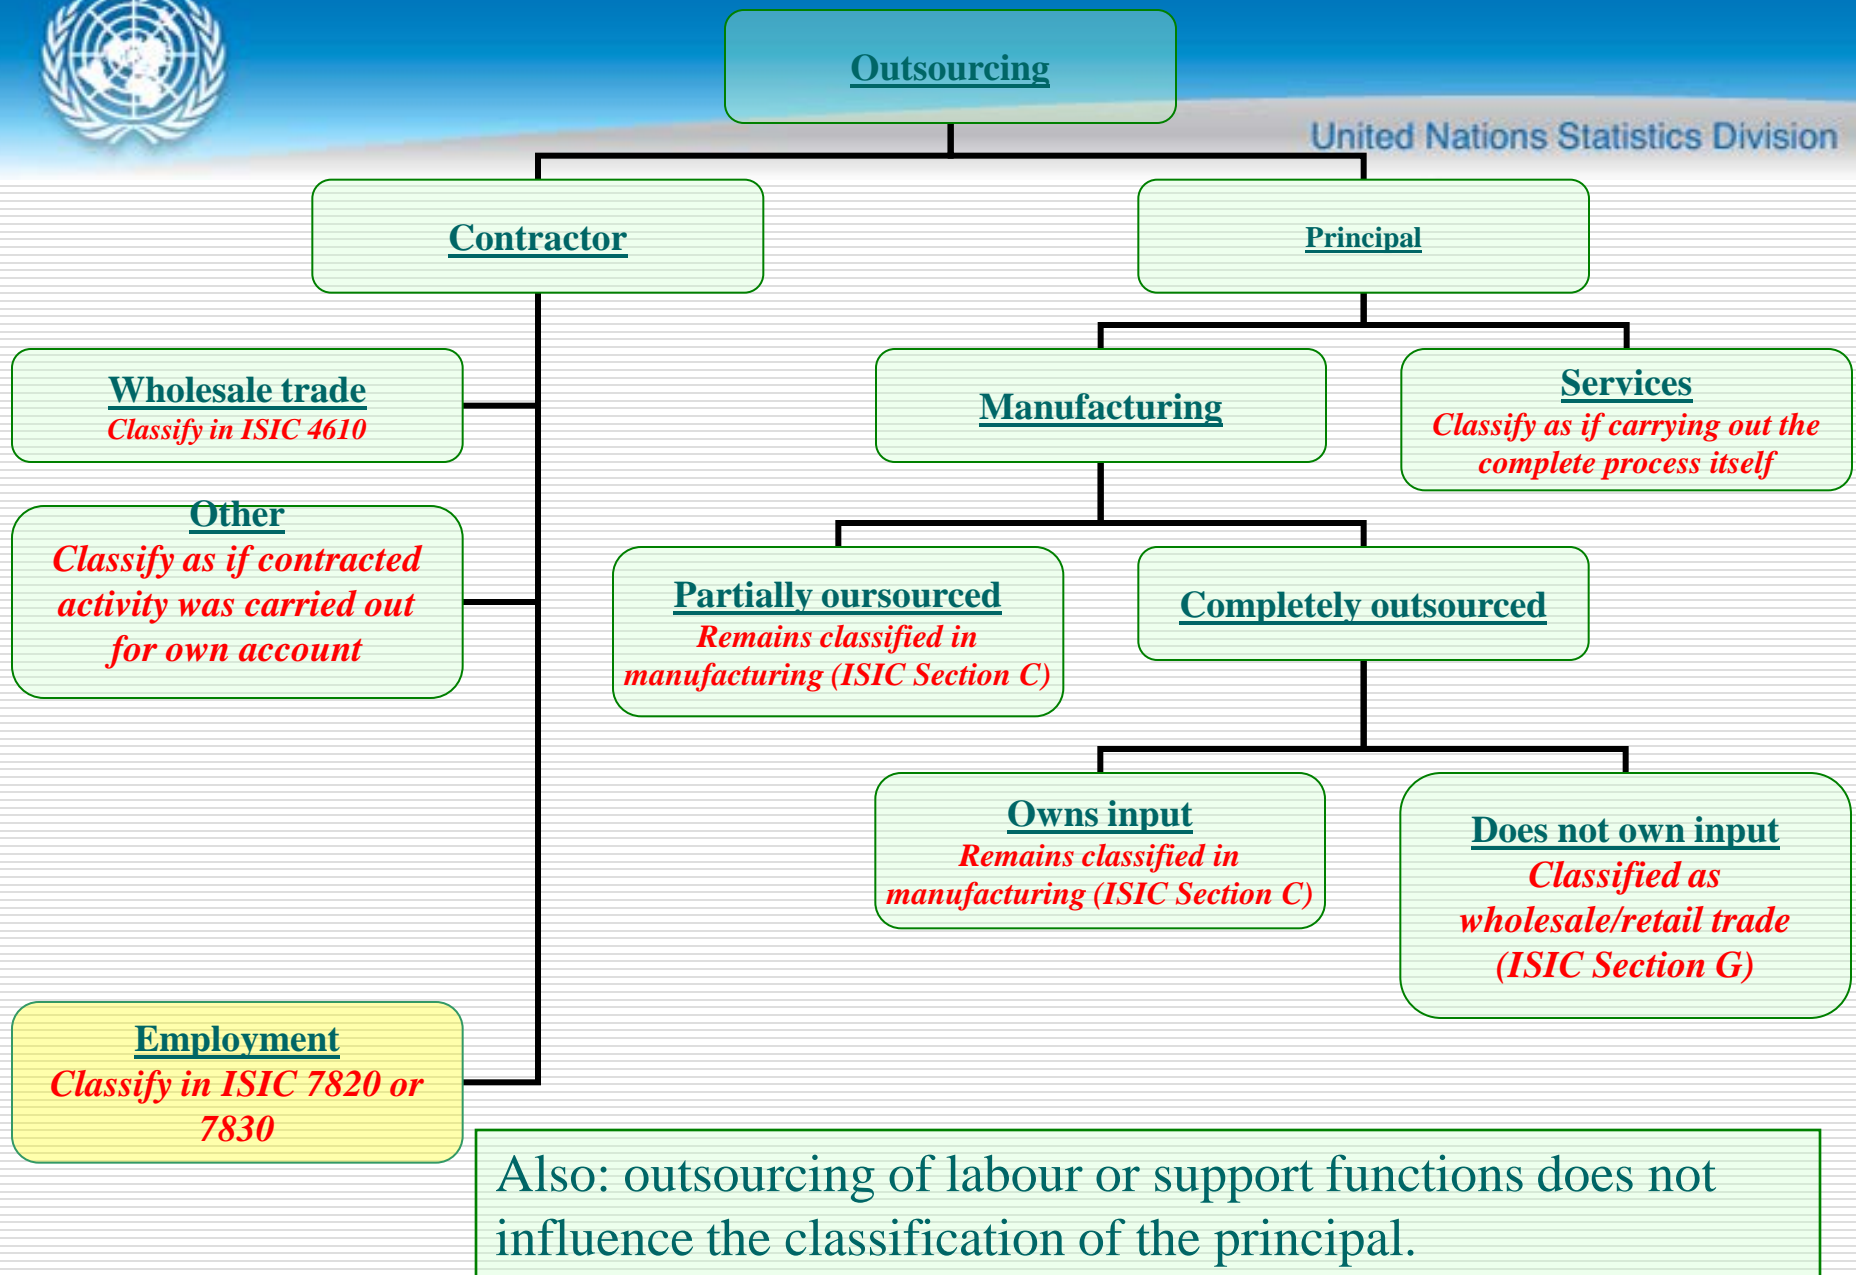 Outsourcing
United Nations Statistics Division
Contractor
Principal
Wholesale trade
Classify in ISIC 4610
Manufacturing
Services
Classify as if carrying out the
complete process itself
Other
Classify as if contracted
activity was carried out
for own account
Partially oursourced
Remains classified in
manufacturing (ISIC Section C)
Completely outsourced
Owns input
Remains classified in
manufacturing (ISIC Section C)
Does not own input
Classified as
wholesale/retail trade
(ISIC Section G)
Employment
Classify in ISIC 7820 or
7830
Also: outsourcing of labour or support functions does not
influence the classification of the principal.